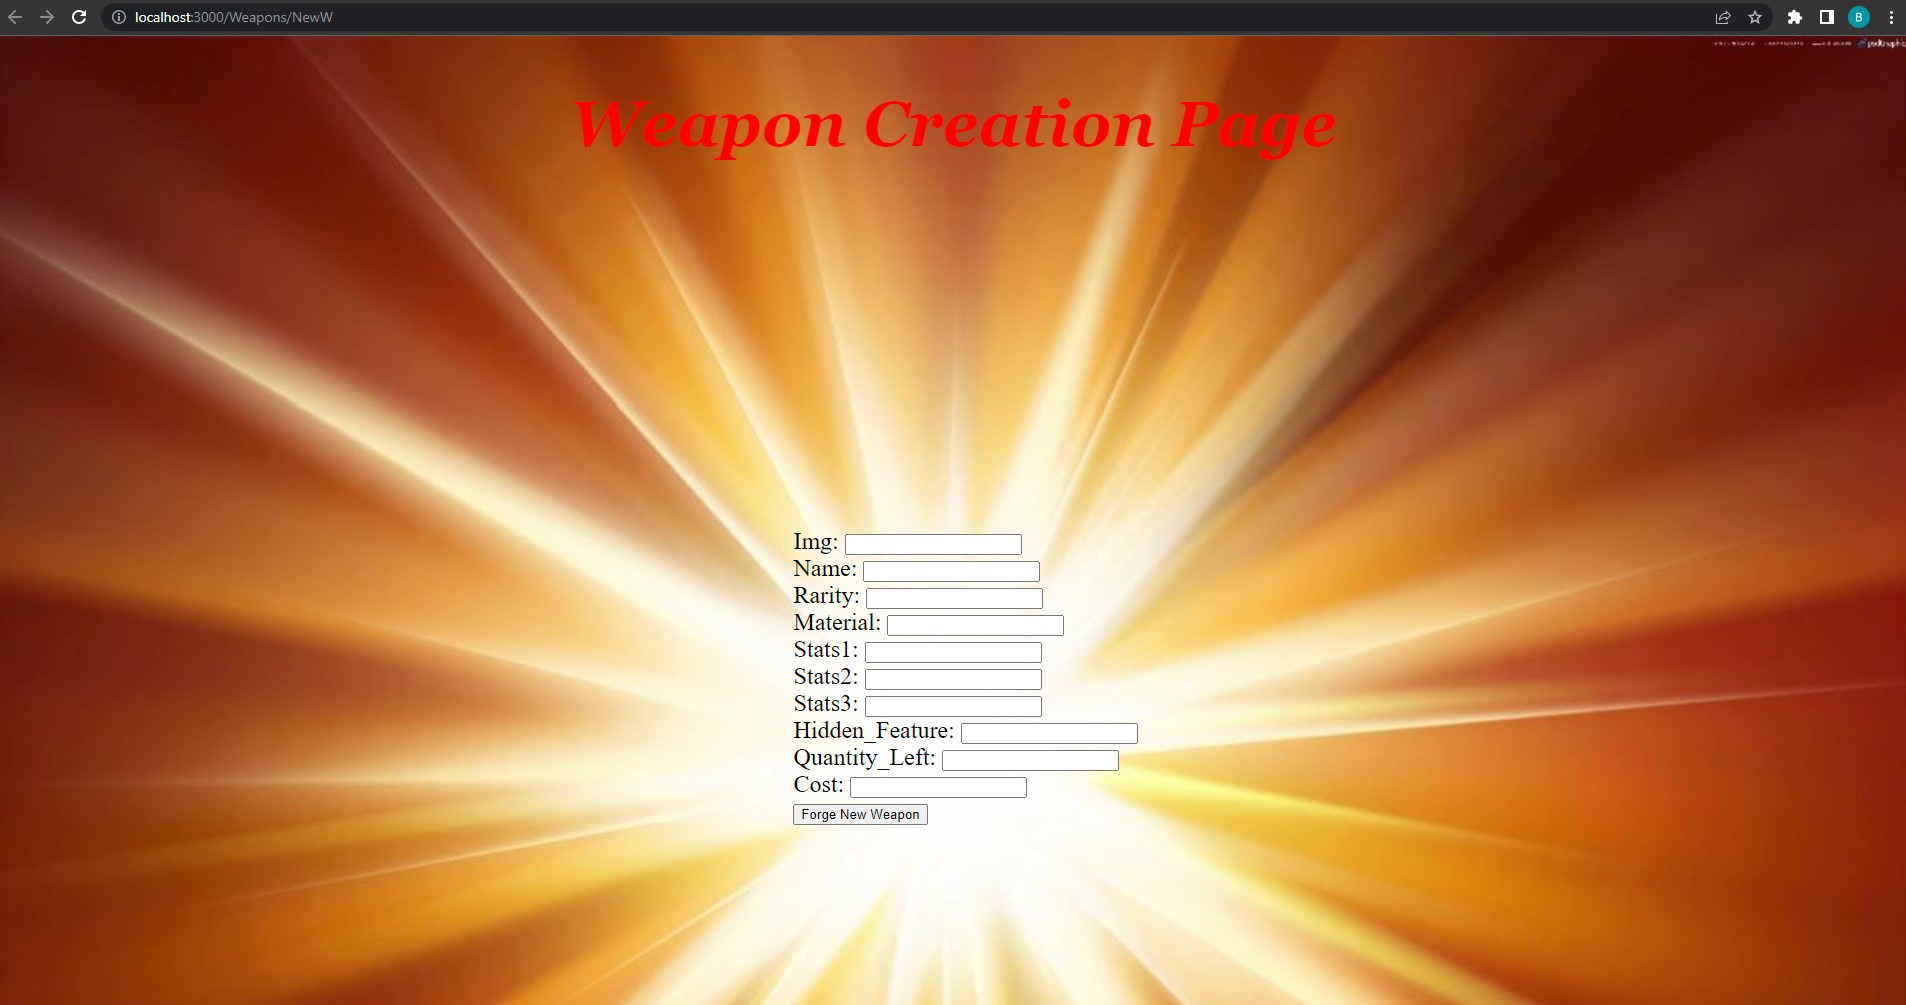 localhost:3000/Weapons/NewW
B
Weapon Creation Page
Img:
Name:
Rarity:
Material:
Stats1:
Stats2:
Stats3:
Hidden_Feature:
Quantity_Left:
Cost:
Forge New Weapon